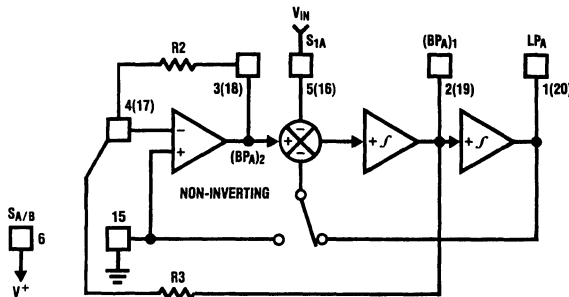 VIN
R2
S1A
(BPA)1
LPA
3(18)
5(16)
2(19)
1(20)
4(17)
−
+
+
−
−
+ ∫
+ ∫
(BPA)2
NON-INVERTING
SA/B
6
V+
15
R3